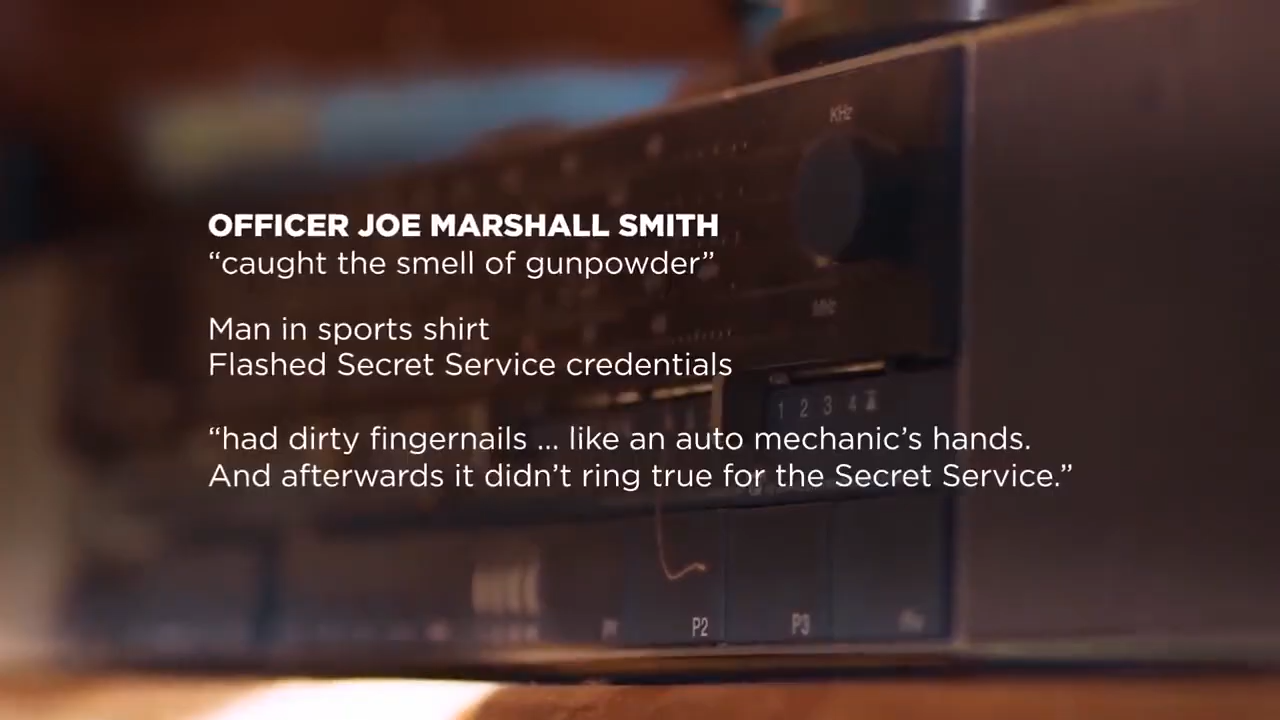 KHz
OFFICER JOE MARSHALL SMITH
“caught the smell of gunpowder”
MHz
Man in sports shirt
Flashed Secret Service credentials
1 2 3 4
“had dirty fingernails ... like an auto mechanic’s hands.
And afterwards it didn’t ring true for the Secret Service.”
P2 P3